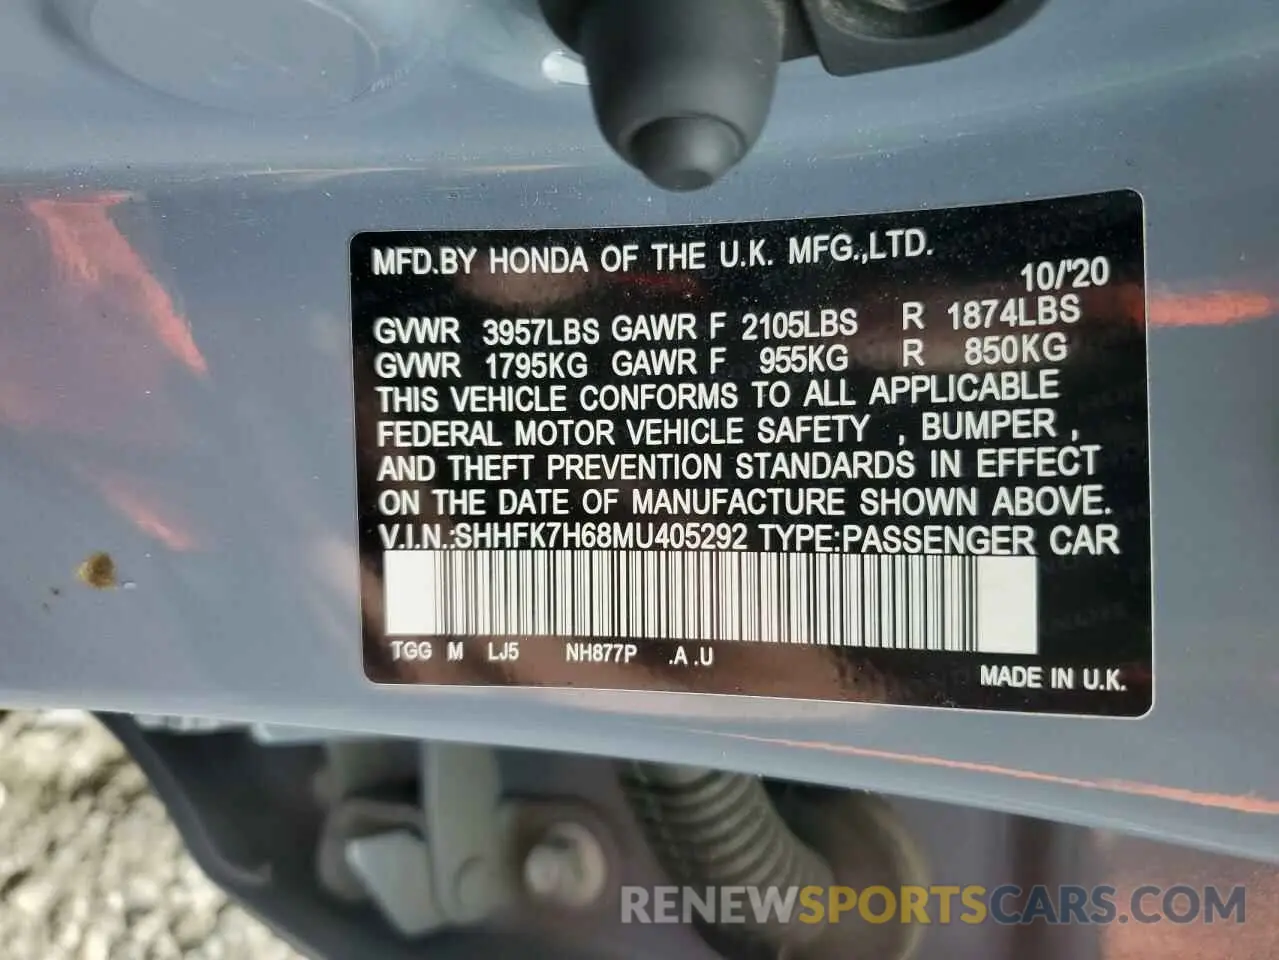 MFD.BY HONDA OF THE U.K. MFG.,LTD.
10/'20
GVWR 3957LBS GAWR F 2105LBS R 1874LBS
GVWR 1795KG GAWR F 955KG R 850KG
THIS VEHICLE CONFORMS TO ALL APPLICABLE
FEDERAL MOTOR VEHICLE SAFETY , BUMPER ,
AND THEFT PREVENTION STANDARDS IN EFFECT
ON THE DATE OF MANUFACTURE SHOWN ABOVE.
V.I.N.:SHHFK7H68MU405292 TYPE:PASSENGER CAR
TGG M LJ5 NH877P .A .U
MADE IN U.K.
RENEWSPORTSCARS.COM